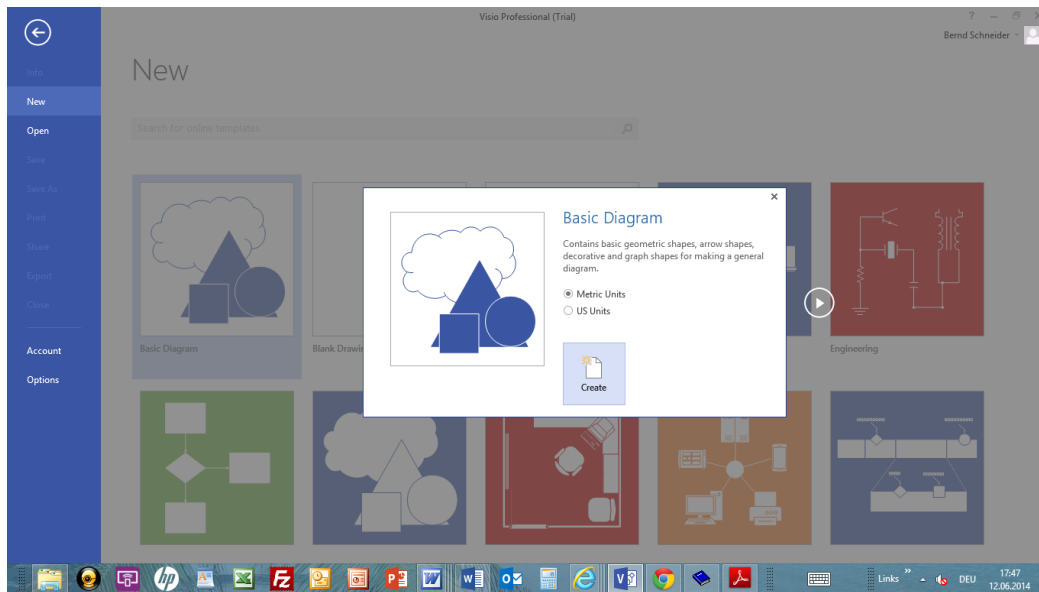 Visio Professional (Trial)
?
Bernd Schneider
Info
New
Open
Save
Save As
Print
Share
Export
Close
Account
Options
New
Search for online templates
Basic Diagram
Blank Drawi
Engineering
Basic Diagram
Contains basic geometric shapes, arrow shapes,
decorative and graph shapes for making a general
diagram.
Metric Units
US Units
Create
Links
DEU
17:47
12.06.2014